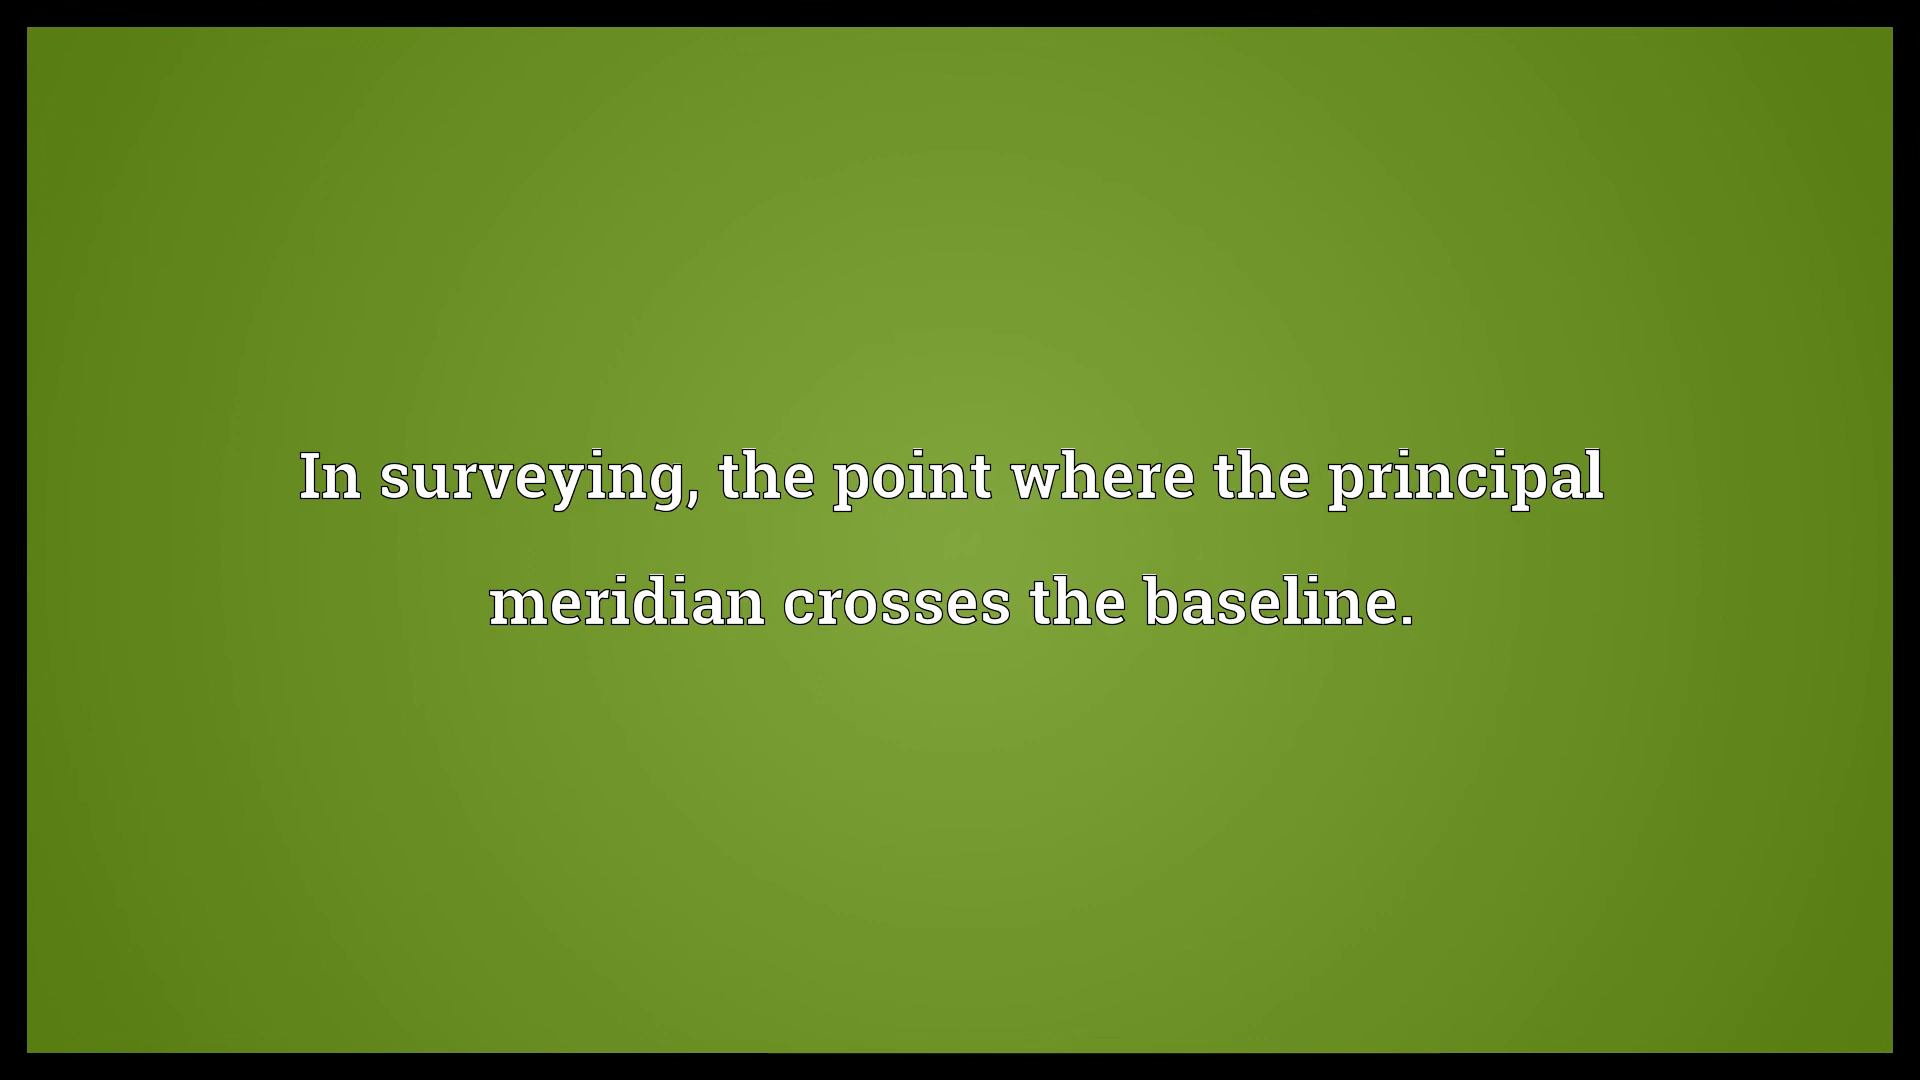 In surveying, the point where the principal
meridian crosses the baseline.